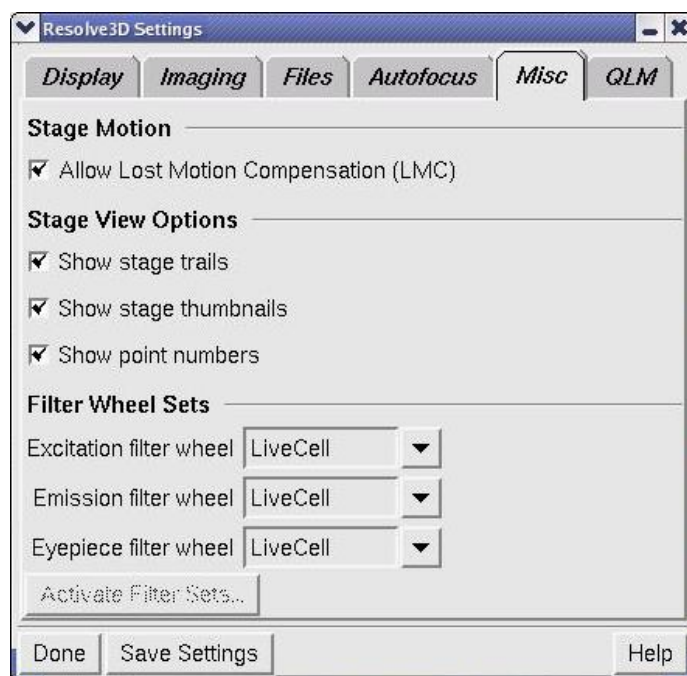 Resolve3D Settings
Display Imaging Files Autofocus Misc QLM
Stage Motion
Allow Lost Motion Compensation (LMC)
Stage View Options
Show stage trails
Show stage thumbnails
Show point numbers
Filter Wheel Sets
Excitation filter wheel LiveCell
Emission filter wheel LiveCell
Eyepiece filter wheel LiveCell
Activate Filter Sets...
Done Save Settings Help